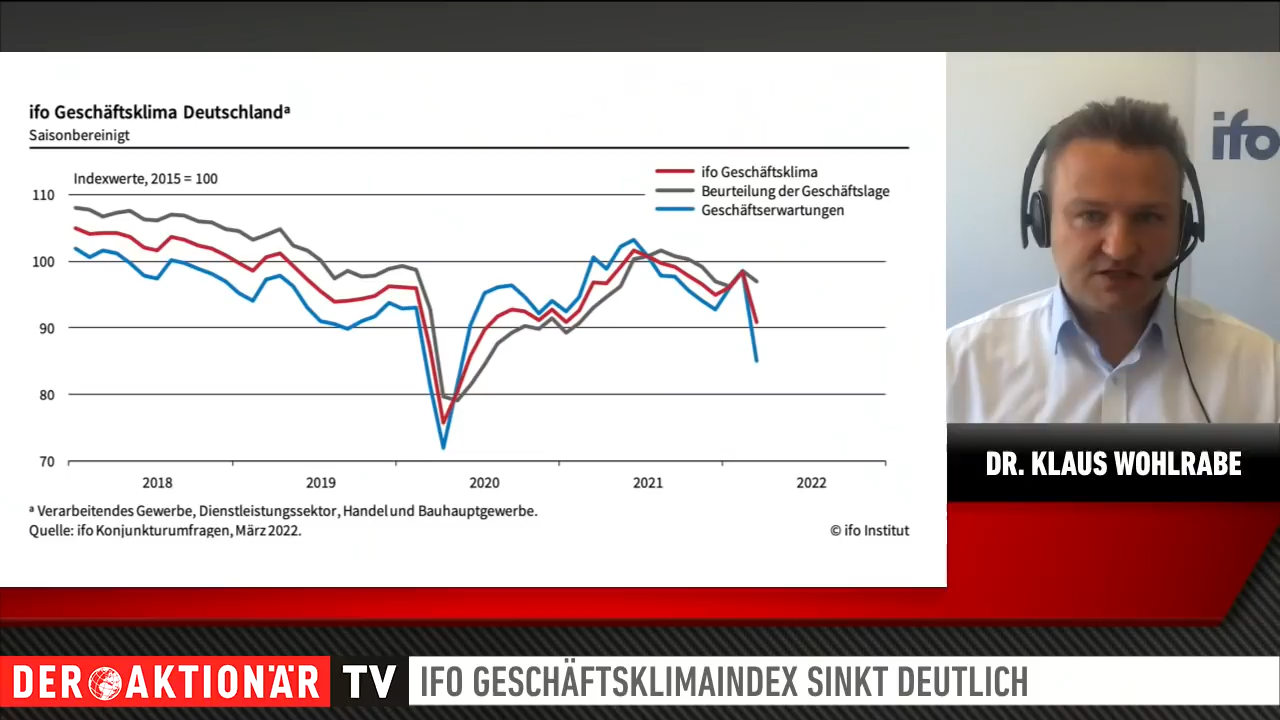 ifo Geschäftsklima Deutschlandᵃ
Saisonbereinigt
Indexwerte, 2015 = 100
ifo Geschäftsklima
Beurteilung der Geschäftslage
Geschäftserwartungen
110
100
90
80
70
2018 2019 2020 2021 2022
ᵃ Verarbeitendes Gewerbe, Dienstleistungssektor, Handel und Bauhauptgewerbe.
Quelle: ifo Konjunkturumfragen, März 2022. © ifo Institut
ifo
DR. KLAUS WOHLRABE
DER AKTIONÄR TV
IFO GESCHÄFTSKLIMAINDEX SINKT DEUTLICH